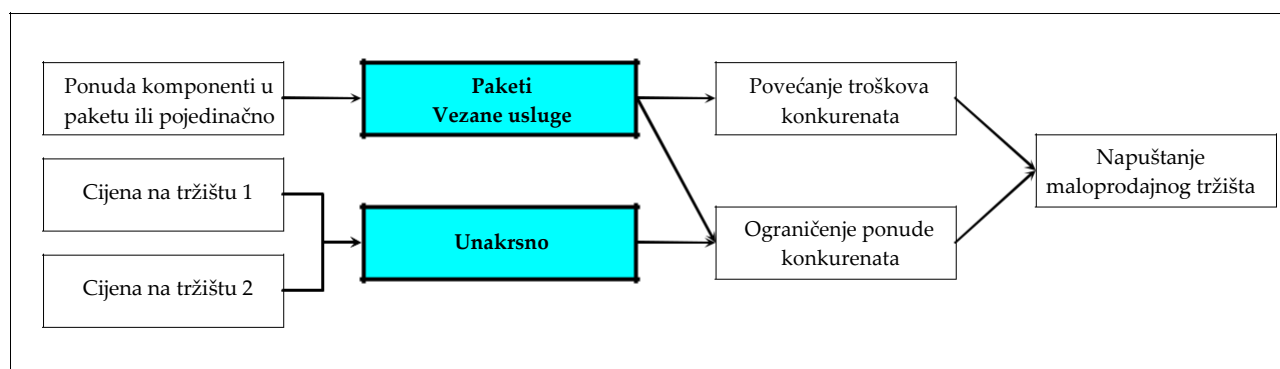 Ponuda komponenti u
paketu ili pojedinačno
Paketi
Vezane usluge
Povećanje troškova
konkurenata
Napuštanje
maloprodajnog tržišta
Cijena na tržištu 1
Unakrsno
Ograničenje ponude
konkurenata
Cijena na tržištu 2